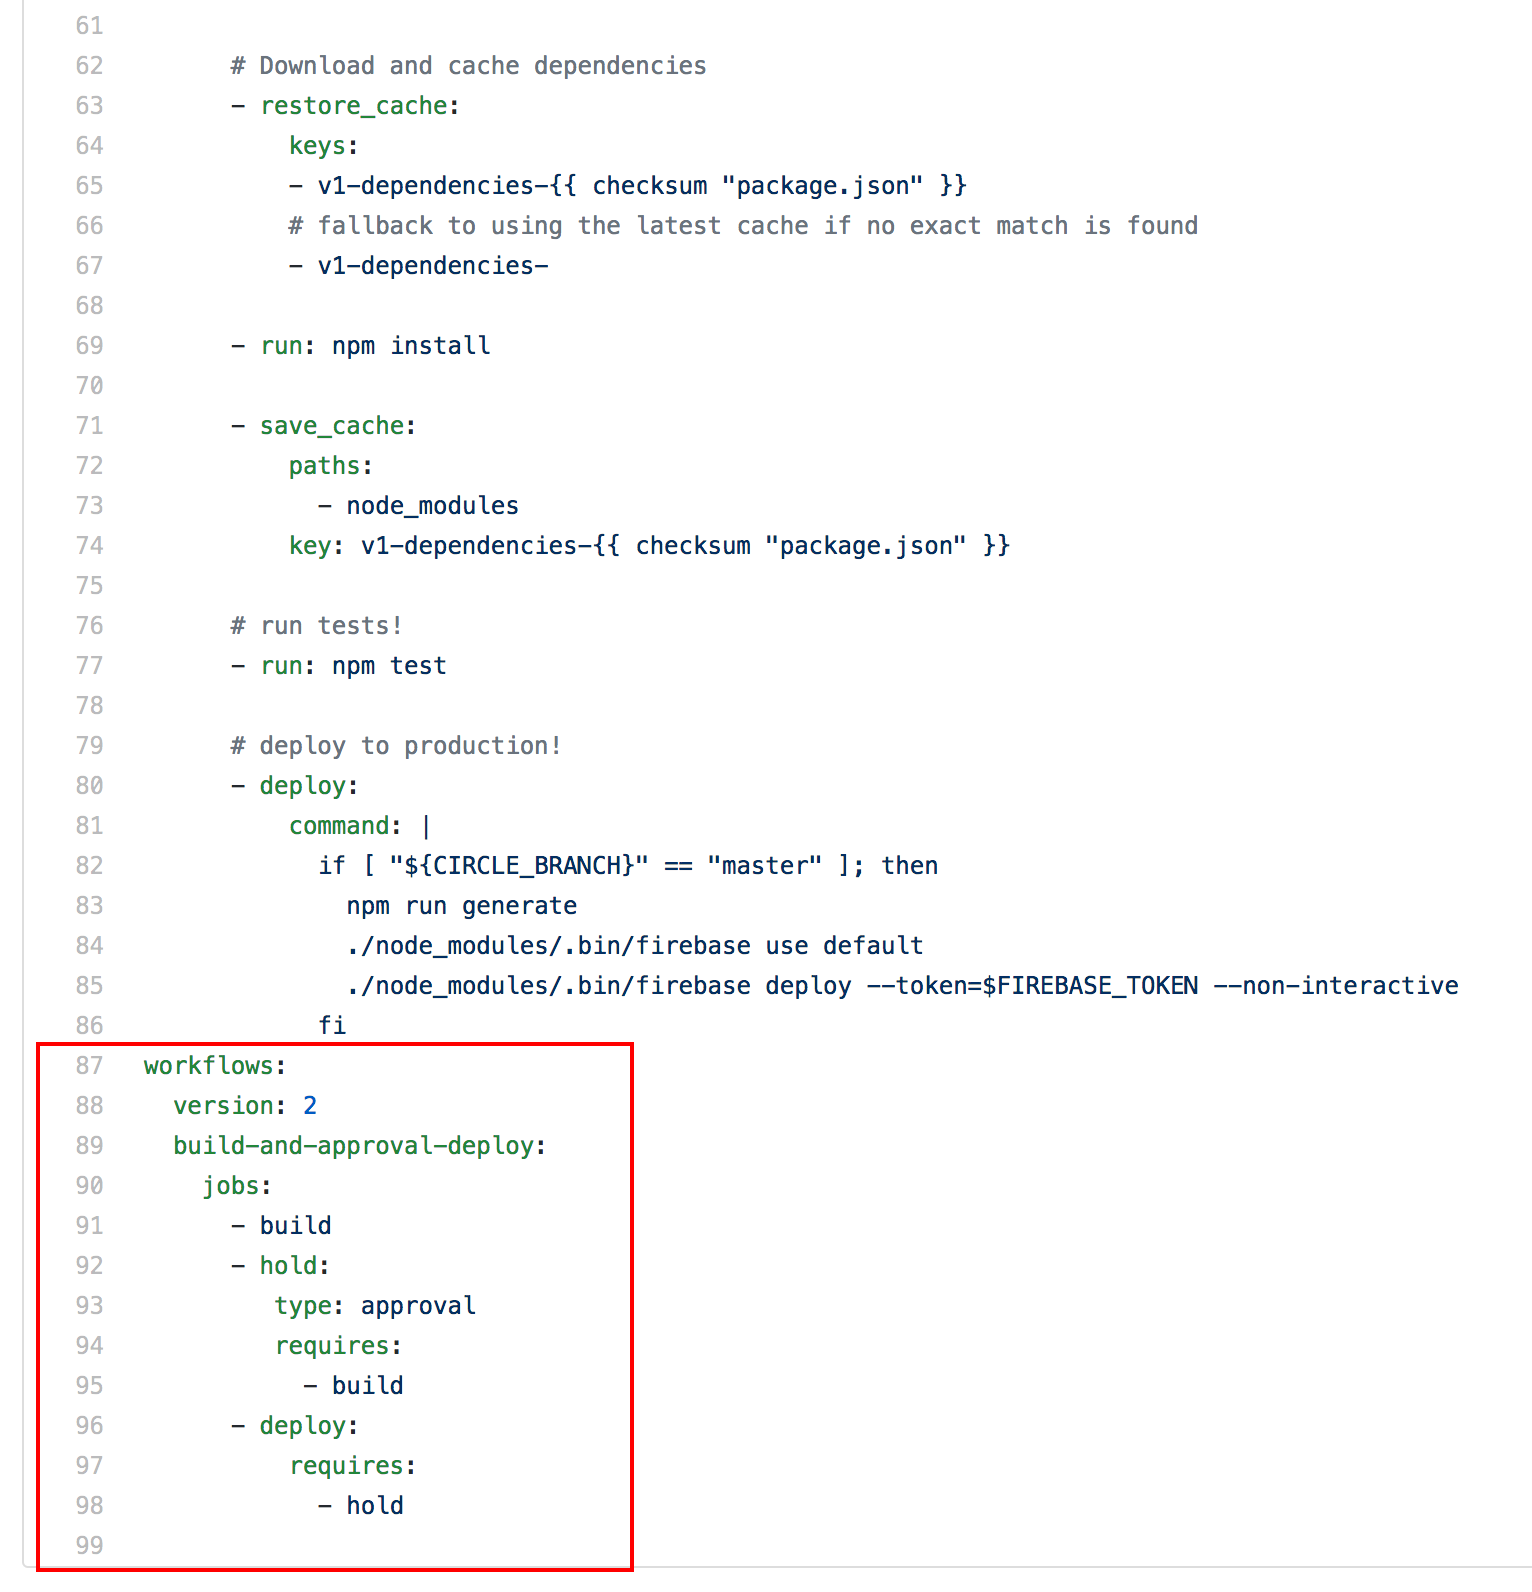 61
62 # Download and cache dependencies
63 - restore_cache:
64 keys:
65 - v1-dependencies-{{ checksum "package.json" }}
66 # fallback to using the latest cache if no exact match is found
67 - v1-dependencies-
68
69 - run: npm install
70
71 - save_cache:
72 paths:
73 - node_modules
74 key: v1-dependencies-{{ checksum "package.json" }}
75
76 # run tests!
77 - run: npm test
78
79 # deploy to production!
80 - deploy:
81 command: |
82 if [ "${CIRCLE_BRANCH}" == "master" ]; then
83 npm run generate
84 ./node_modules/.bin/firebase use default
85 ./node_modules/.bin/firebase deploy --token=$FIREBASE_TOKEN --non-interactive
86 fi
87 workflows:
88 version: 2
89 build-and-approval-deploy:
90 jobs:
91 - build
92 - hold:
93 type: approval
94 requires:
95 - build
96 - deploy:
97 requires:
98 - hold
99